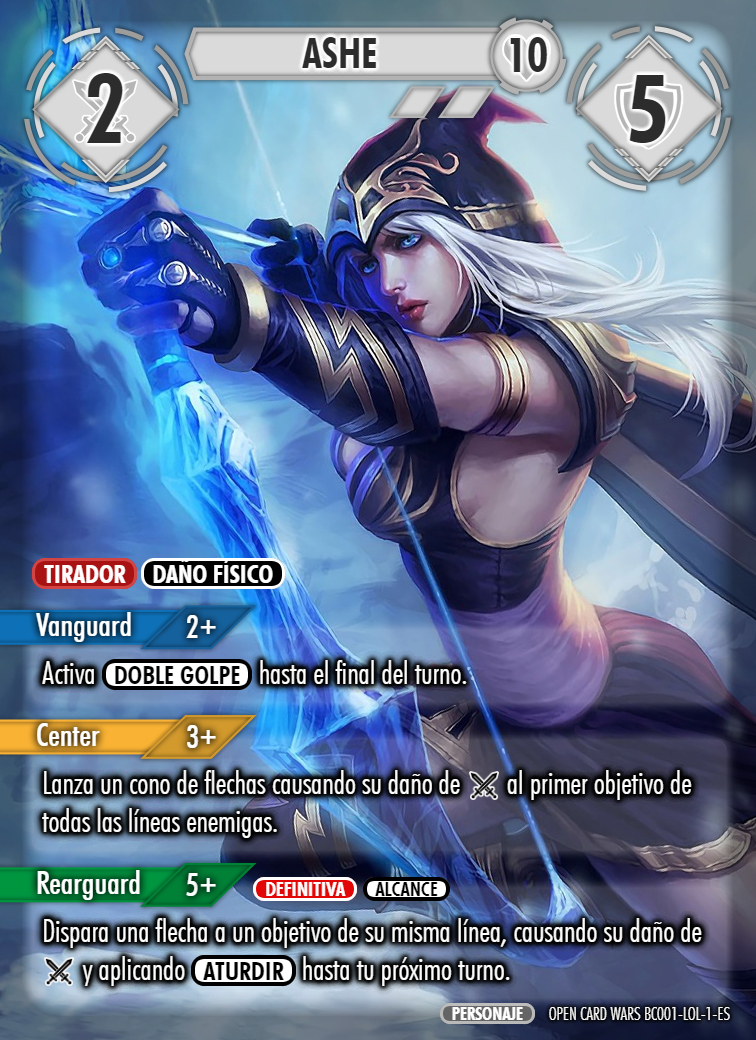 ASHE
10
2
5
TIRADOR DAÑO FÍSICO
Vanguard 2+
Activa DOBLE GOLPE hasta el final del turno.
Center 3+
Lanza un cono de flechas causando su daño de al primer objetivo de
todas las líneas enemigas.
Rearguard 5+ DEFINITIVA ALCANCE
Dispara una flecha a un objetivo de su misma línea, causando su daño de
y aplicando ATURDIR hasta tu próximo turno.
PERSONAJE OPEN CARD WARS BC001-LOL-1-ES